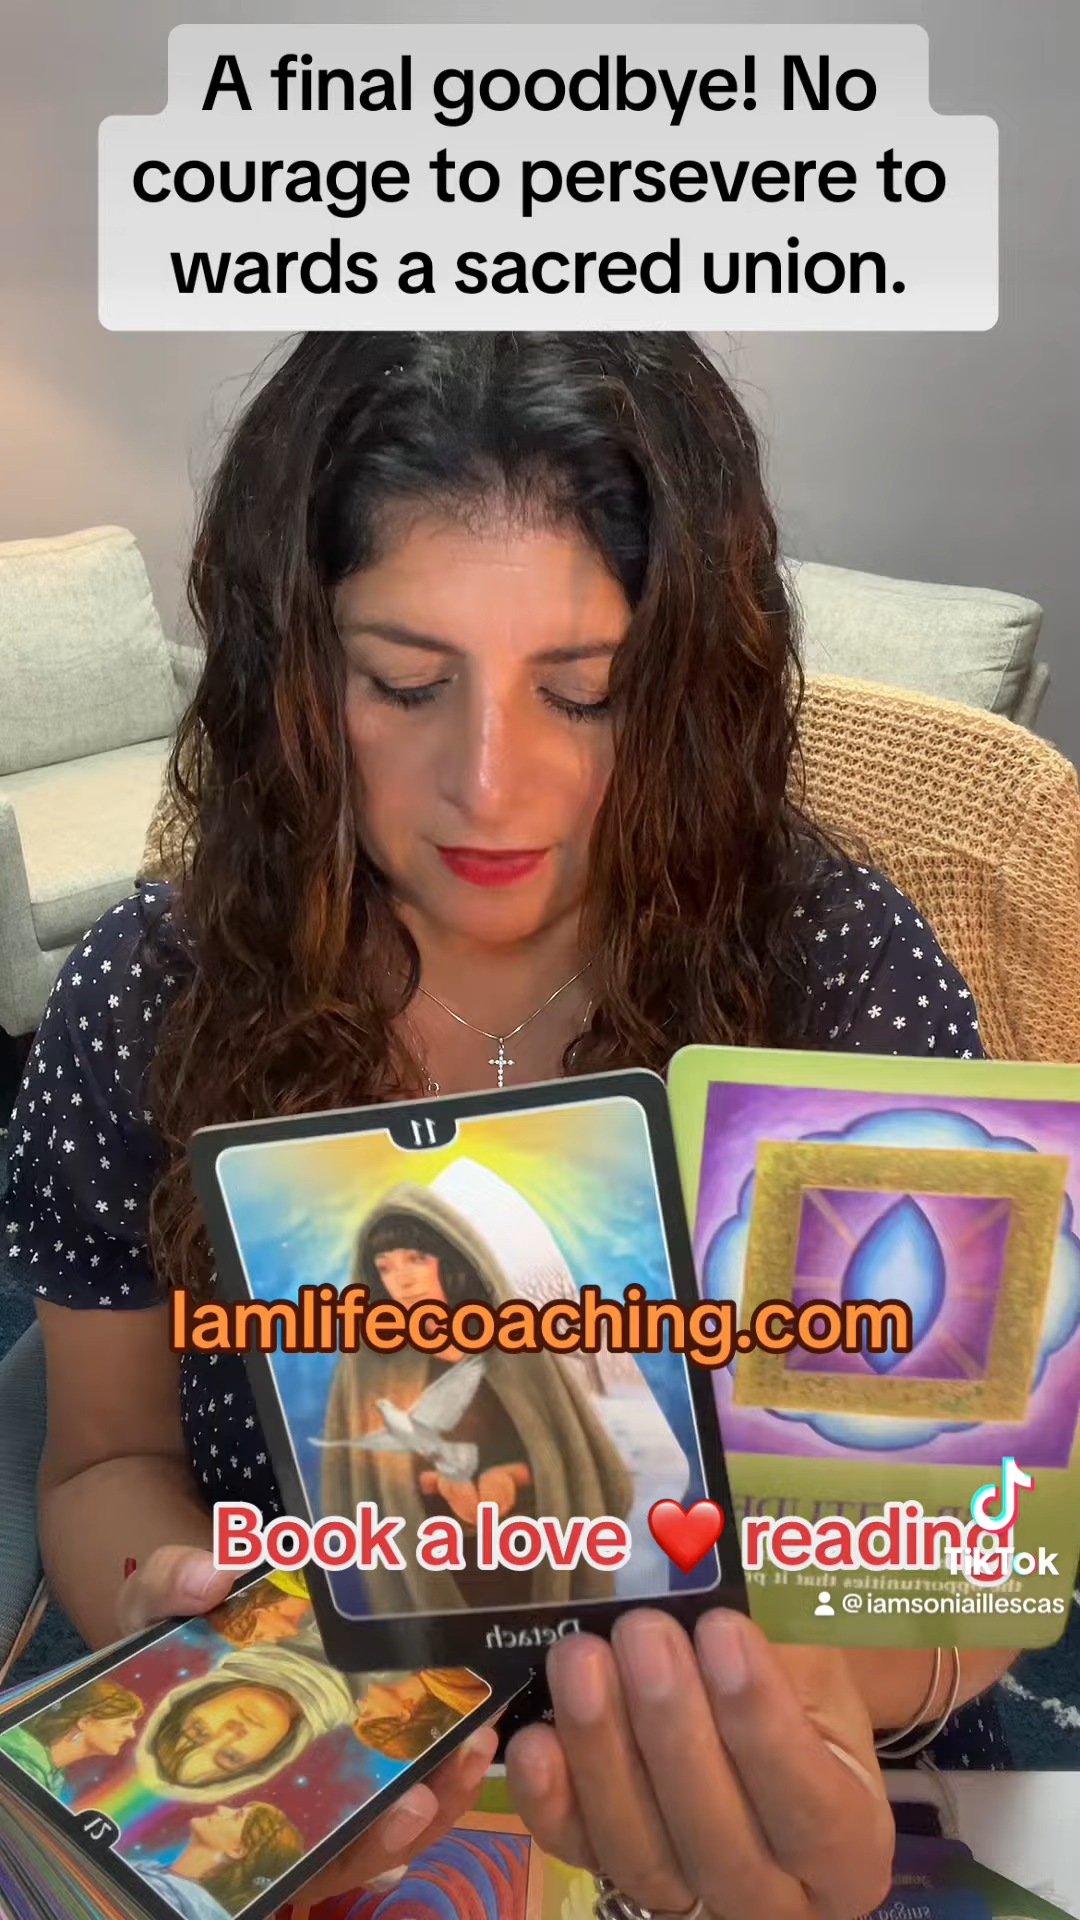 A final goodbye! No
courage to persevere to
wards a sacred union.
11
Iamlifecoaching.com
Book a love ❤️ reading
TikTok
@iamsoniaillescas
Detach